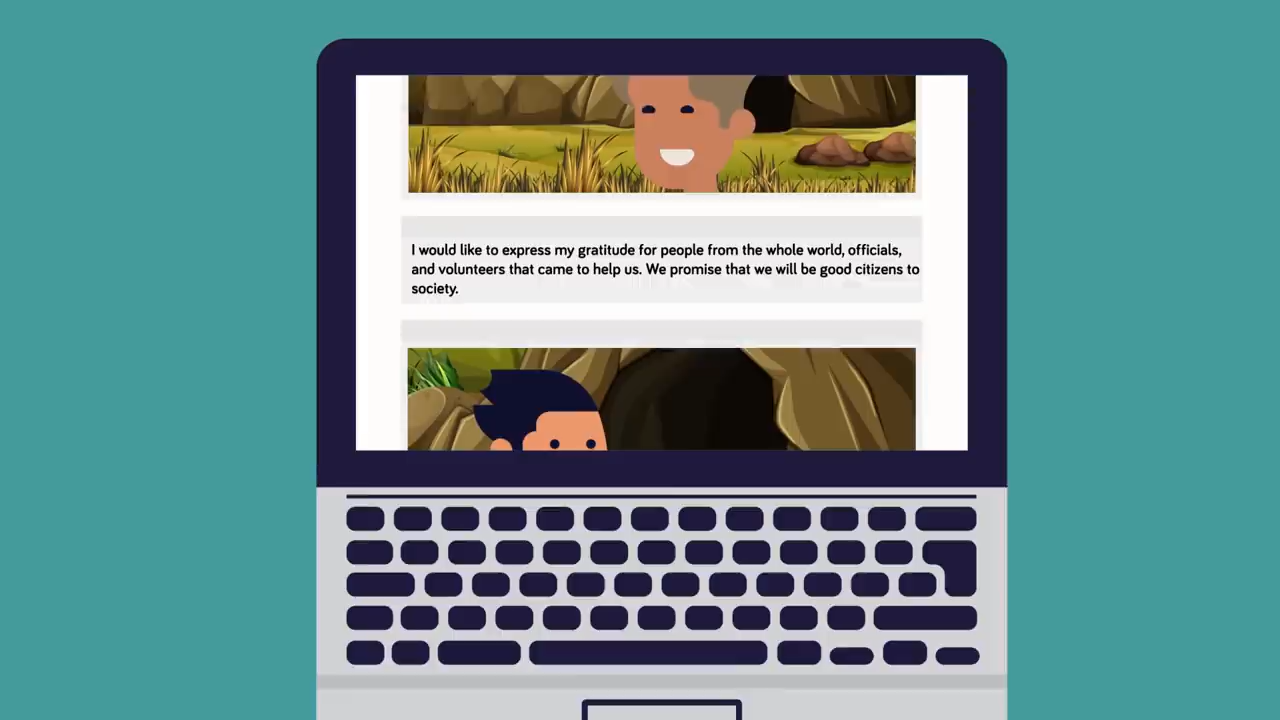 I would like to express my gratitude for people from the whole world, officials,
and volunteers that came to help us. We promise that we will be good citizens to
society.